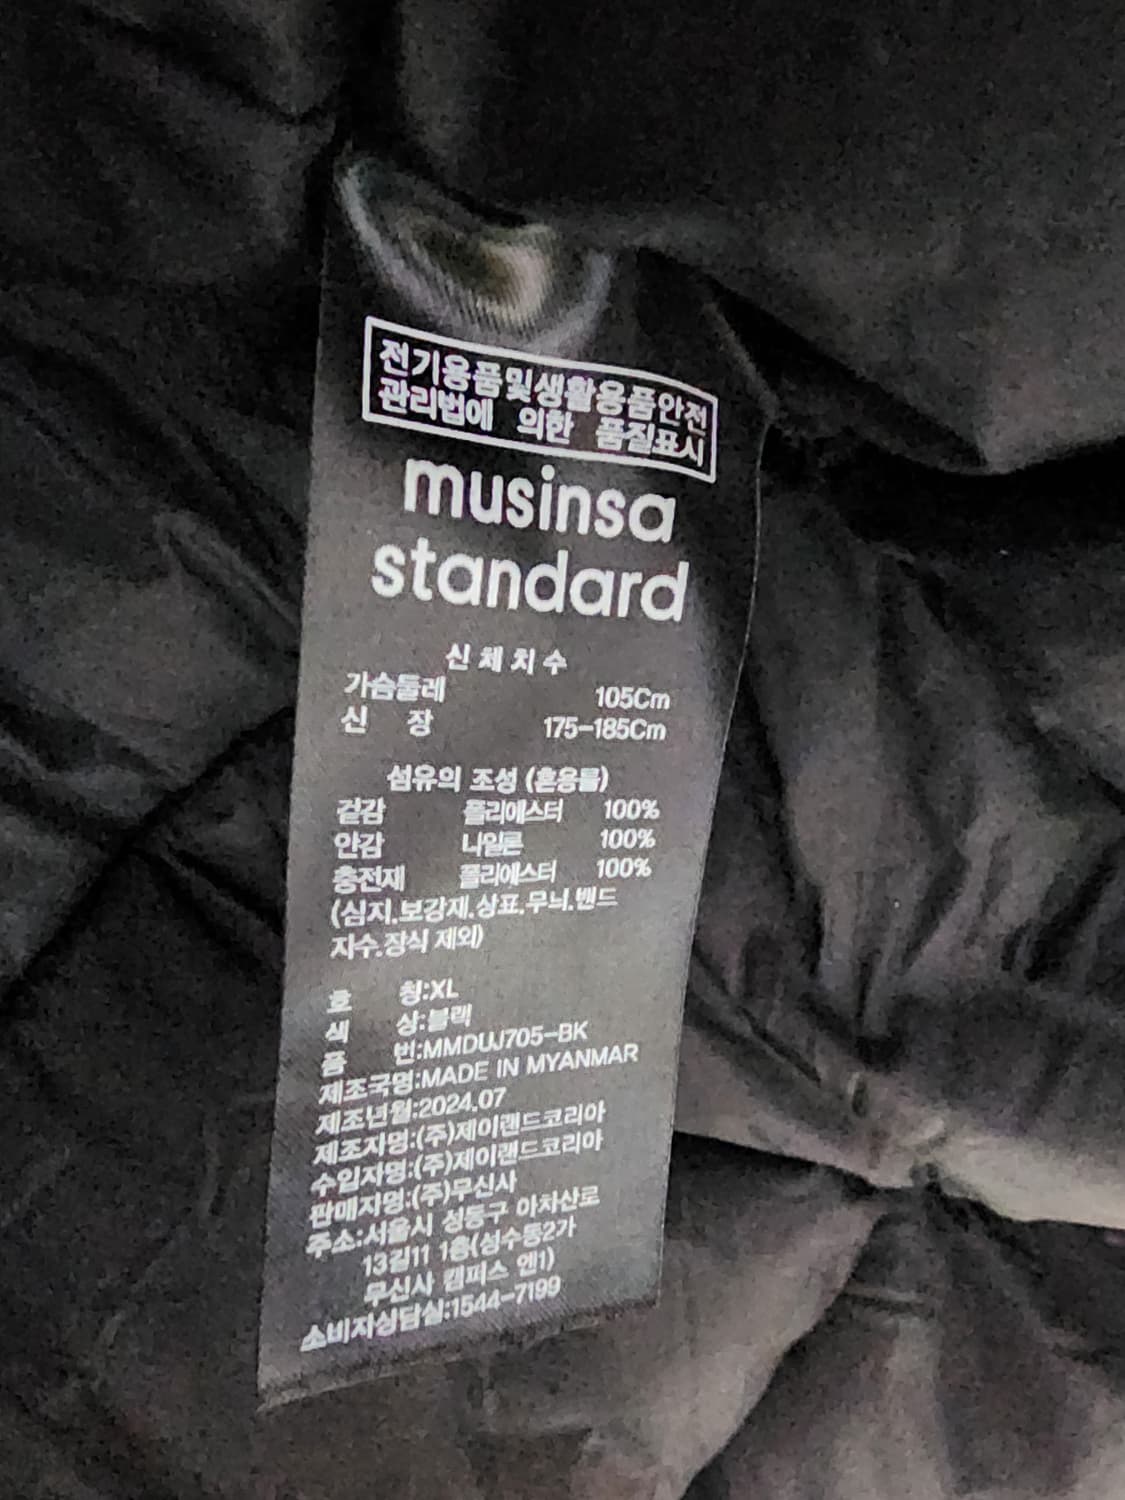 전기용품및생활용품안전
관리법에 의한 품질표시
musinsa
standard
신체치수
가슴둘레 105Cm
신 장 175-185Cm
섬유의 조성 (혼용률)
겉감 폴리에스터 100%
안감 나일론 100%
충전재 폴리에스터 100%
(심지.보강재.상표.무늬.밴드
자수.장식 제외)
호 칭:XL
색 상:블랙
품 번:MMDUJ705-BK
제조국명:MADE IN MYANMAR
제조년월:2024.07
제조자명:(주)제이랜드코리아
수입자명:(주)제이랜드코리아
판매자명:(주)무신사
주소:서울시 성동구 아차산로
13길11 1층(성수동2가
무신사 캠퍼스 엔1)
소비자상담실:1544-7199